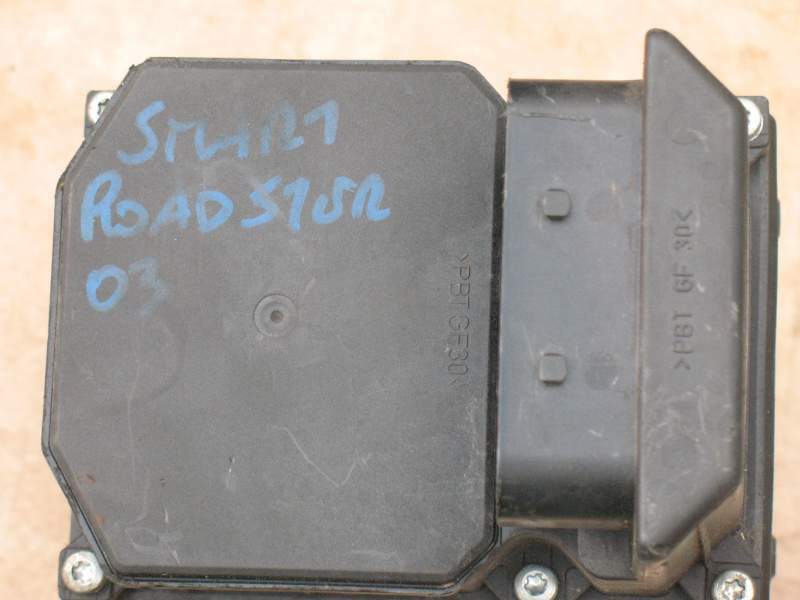 SMART
ROADSTER
03
>PBT GF30<
>PBT GF 30<